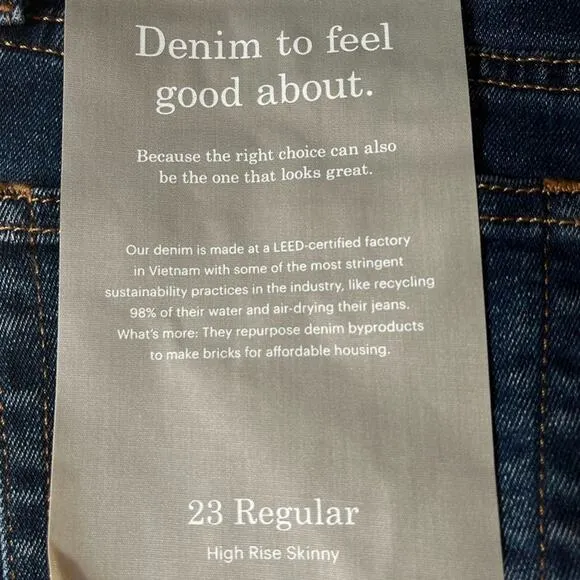 Denim to feel
good about.
Because the right choice can also
be the one that looks great.
Our denim is made at a LEED-certified factory
in Vietnam with some of the most stringent
sustainability practices in the industry, like recycling
98% of their water and air-drying their jeans.
What's more: They repurpose denim byproducts
to make bricks for affordable housing.
23 Regular
High Rise Skinny